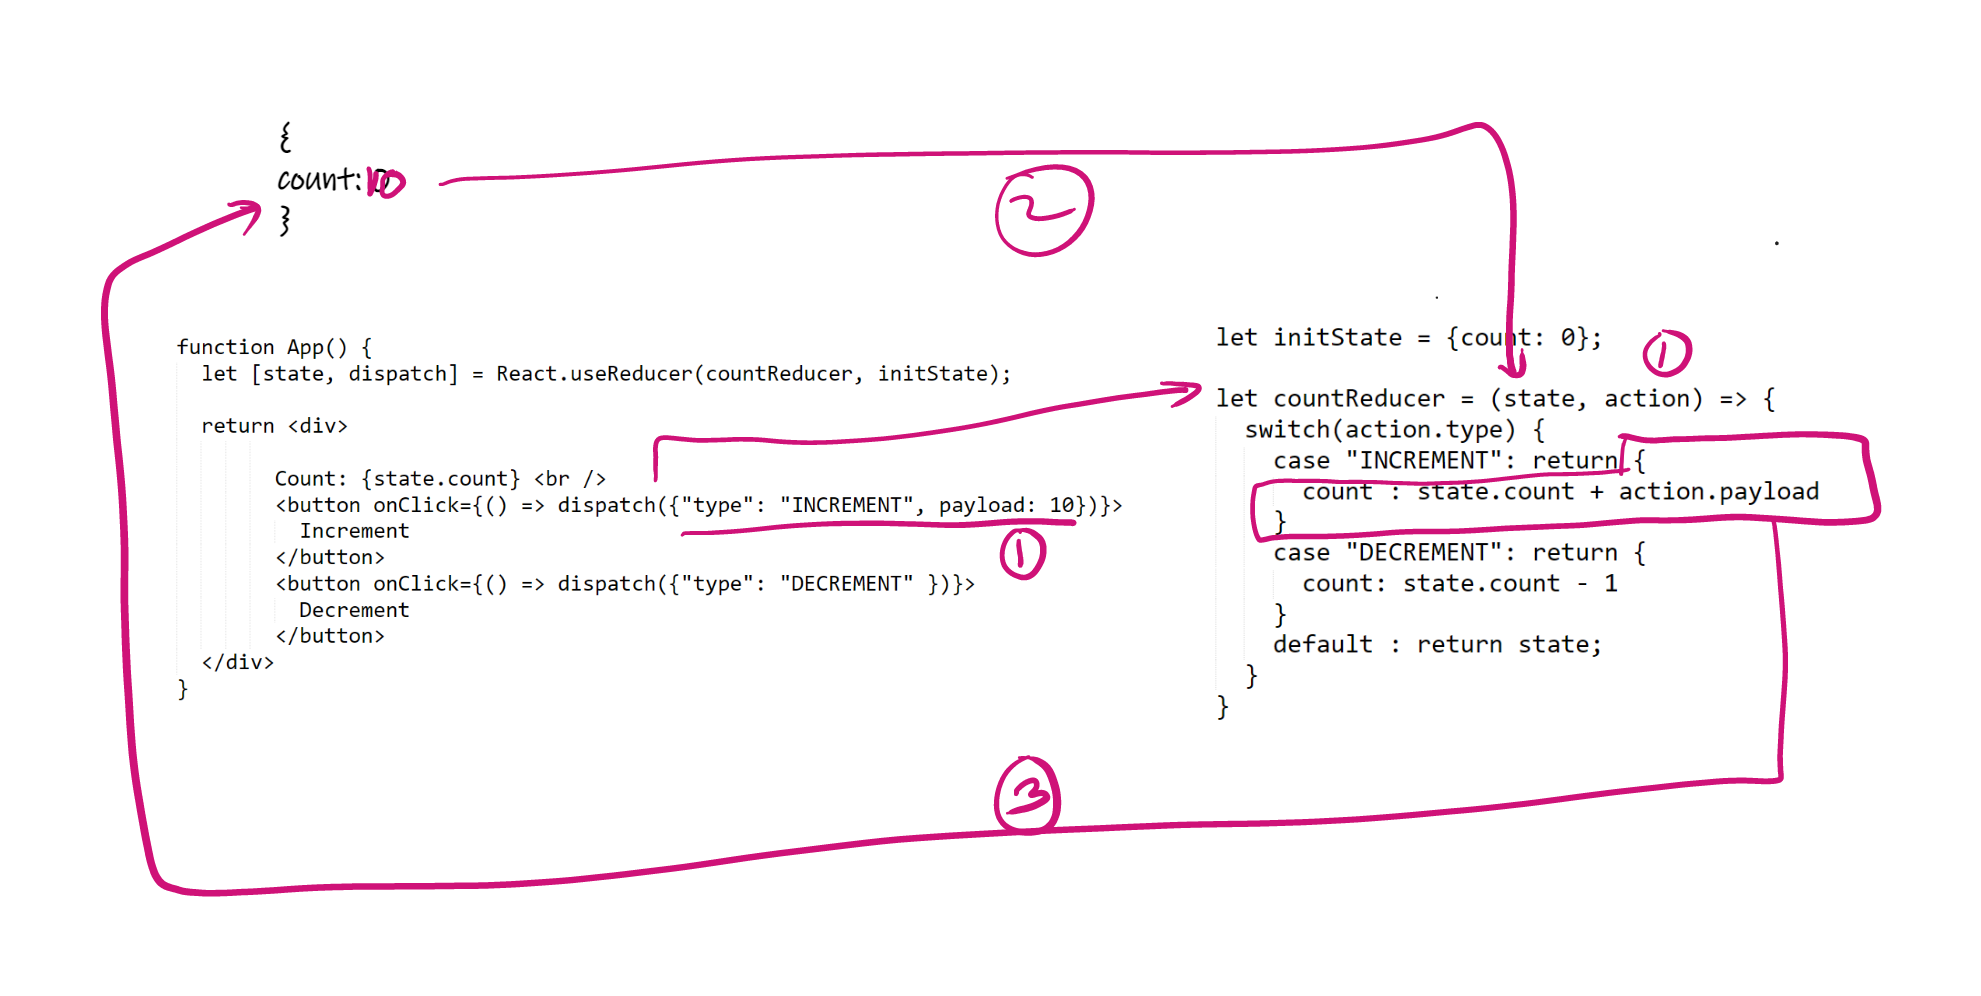 {
count: 10
}
2
function App() {
let [state, dispatch] = React.useReducer(countReducer, initState);
return <div>
Count: {state.count} <br />
<button onClick={() => dispatch({"type": "INCREMENT", payload: 10})}>
Increment
</button>
<button onClick={() => dispatch({"type": "DECREMENT" })}>
Decrement
</button>
</div>
}
1
let initState = {count: 0};
1
let countReducer = (state, action) => {
switch(action.type) {
case "INCREMENT": return {
count : state.count + action.payload
}
case "DECREMENT": return {
count: state.count - 1
}
default : return state;
}
}
3